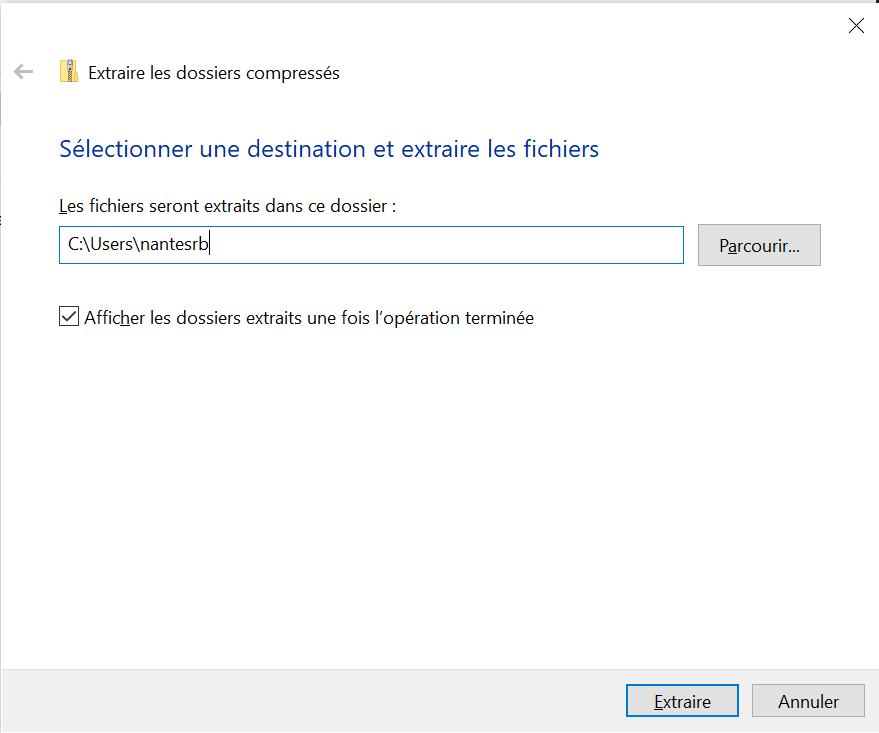 Extraire les dossiers compressés
Sélectionner une destination et extraire les fichiers
Les fichiers seront extraits dans ce dossier :
C:\Users\nantesrb
Parcourir...
Afficher les dossiers extraits une fois l’opération terminée
Extraire
Annuler